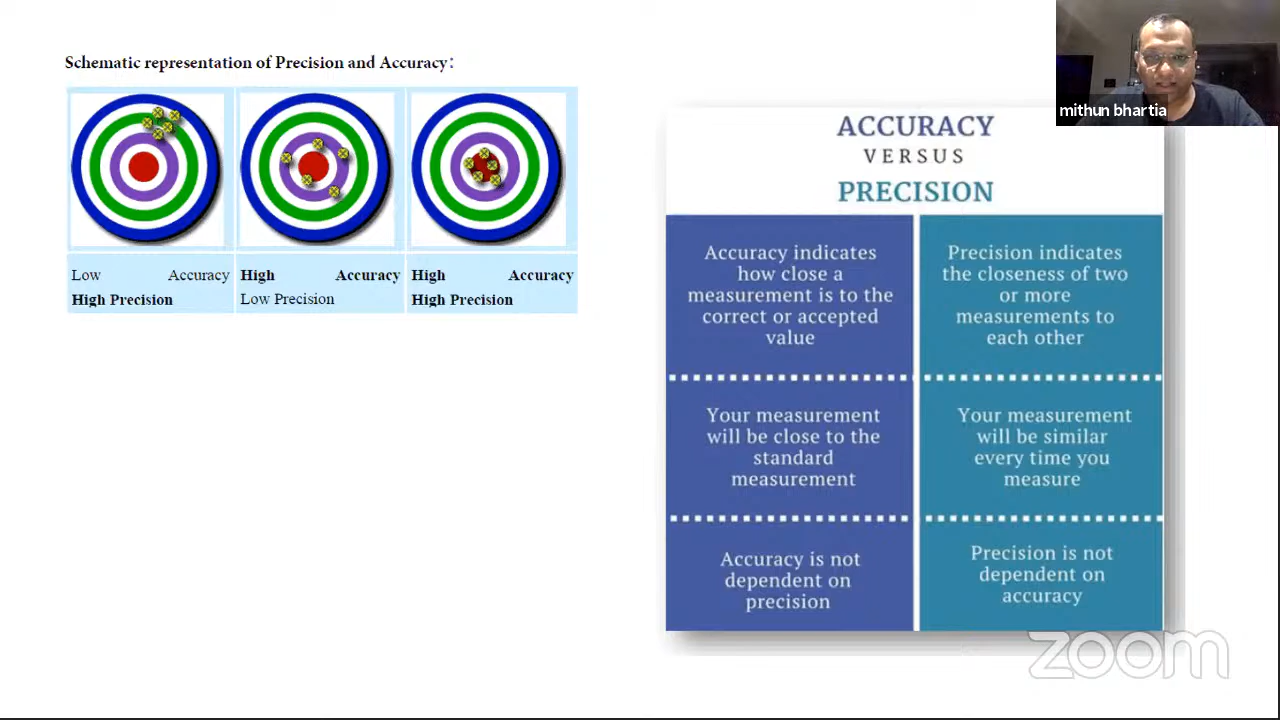 Schematic representation of Precision and Accuracy:
Low Accuracy
High Precision
High Accuracy
Low Precision
High Accuracy
High Precision
mithun bhartia
ACCURACY
VERSUS
PRECISION
Accuracy indicates
how close a
measurement is to the
correct or accepted
value
Precision indicates
the closeness of two
or more
measurements to
each other
Your measurement
will be close to the
standard
measurement
Your measurement
will be similar
every time you
measure
Accuracy is not
dependent on
precision
Precision is not
dependent on
accuracy
zoom